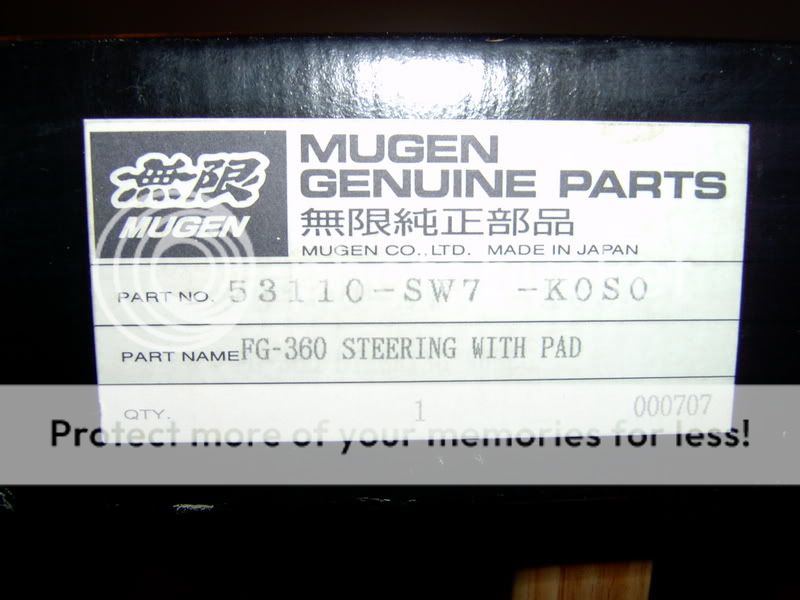 無限
MUGEN
MUGEN
GENUINE PARTS
無限純正部品
MUGEN CO., LTD. MADE IN JAPAN
PART NO. 53110-SW7 -K0S0
PART NAME FG-360 STEERING WITH PAD
QTY. 1 000707
Protect more of your memories for less!